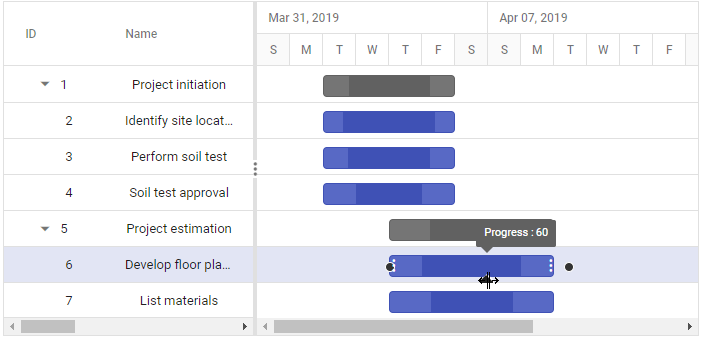 ID Name Mar 31, 2019 Apr 07, 2019
S M T W T F S S M T W T F
1 Project initiation
2 Identify site locat...
3 Perform soil test
4 Soil test approval
5 Project estimation
Progress : 60
6 Develop floor pla...
7 List materials